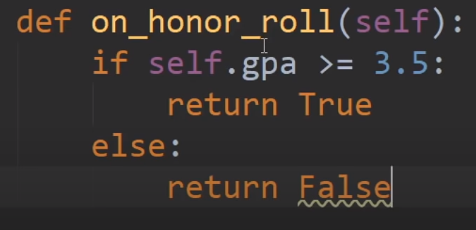 def on_honor_roll(self):
    if self.gpa >= 3.5:
        return True
    else:
        return False